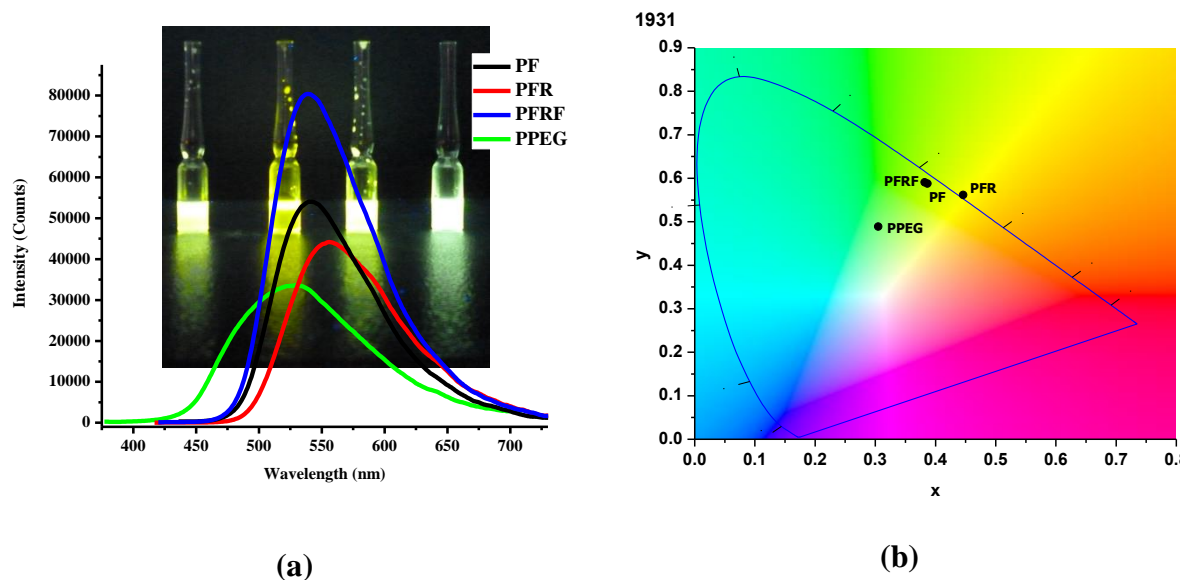 PF
PFR
PFRF
PPEG
80000
70000
60000
50000
40000
30000
20000
10000
0
Intensity (Counts)
400 450 500 550 600 650 700
Wavelength (nm)
(a)
1931
0.9
0.8
0.7
0.6
0.5
0.4
0.3
0.2
0.1
0.0
y
PFRF
PF
PFR
PPEG
0.0 0.1 0.2 0.3 0.4 0.5 0.6 0.7
x
(b)